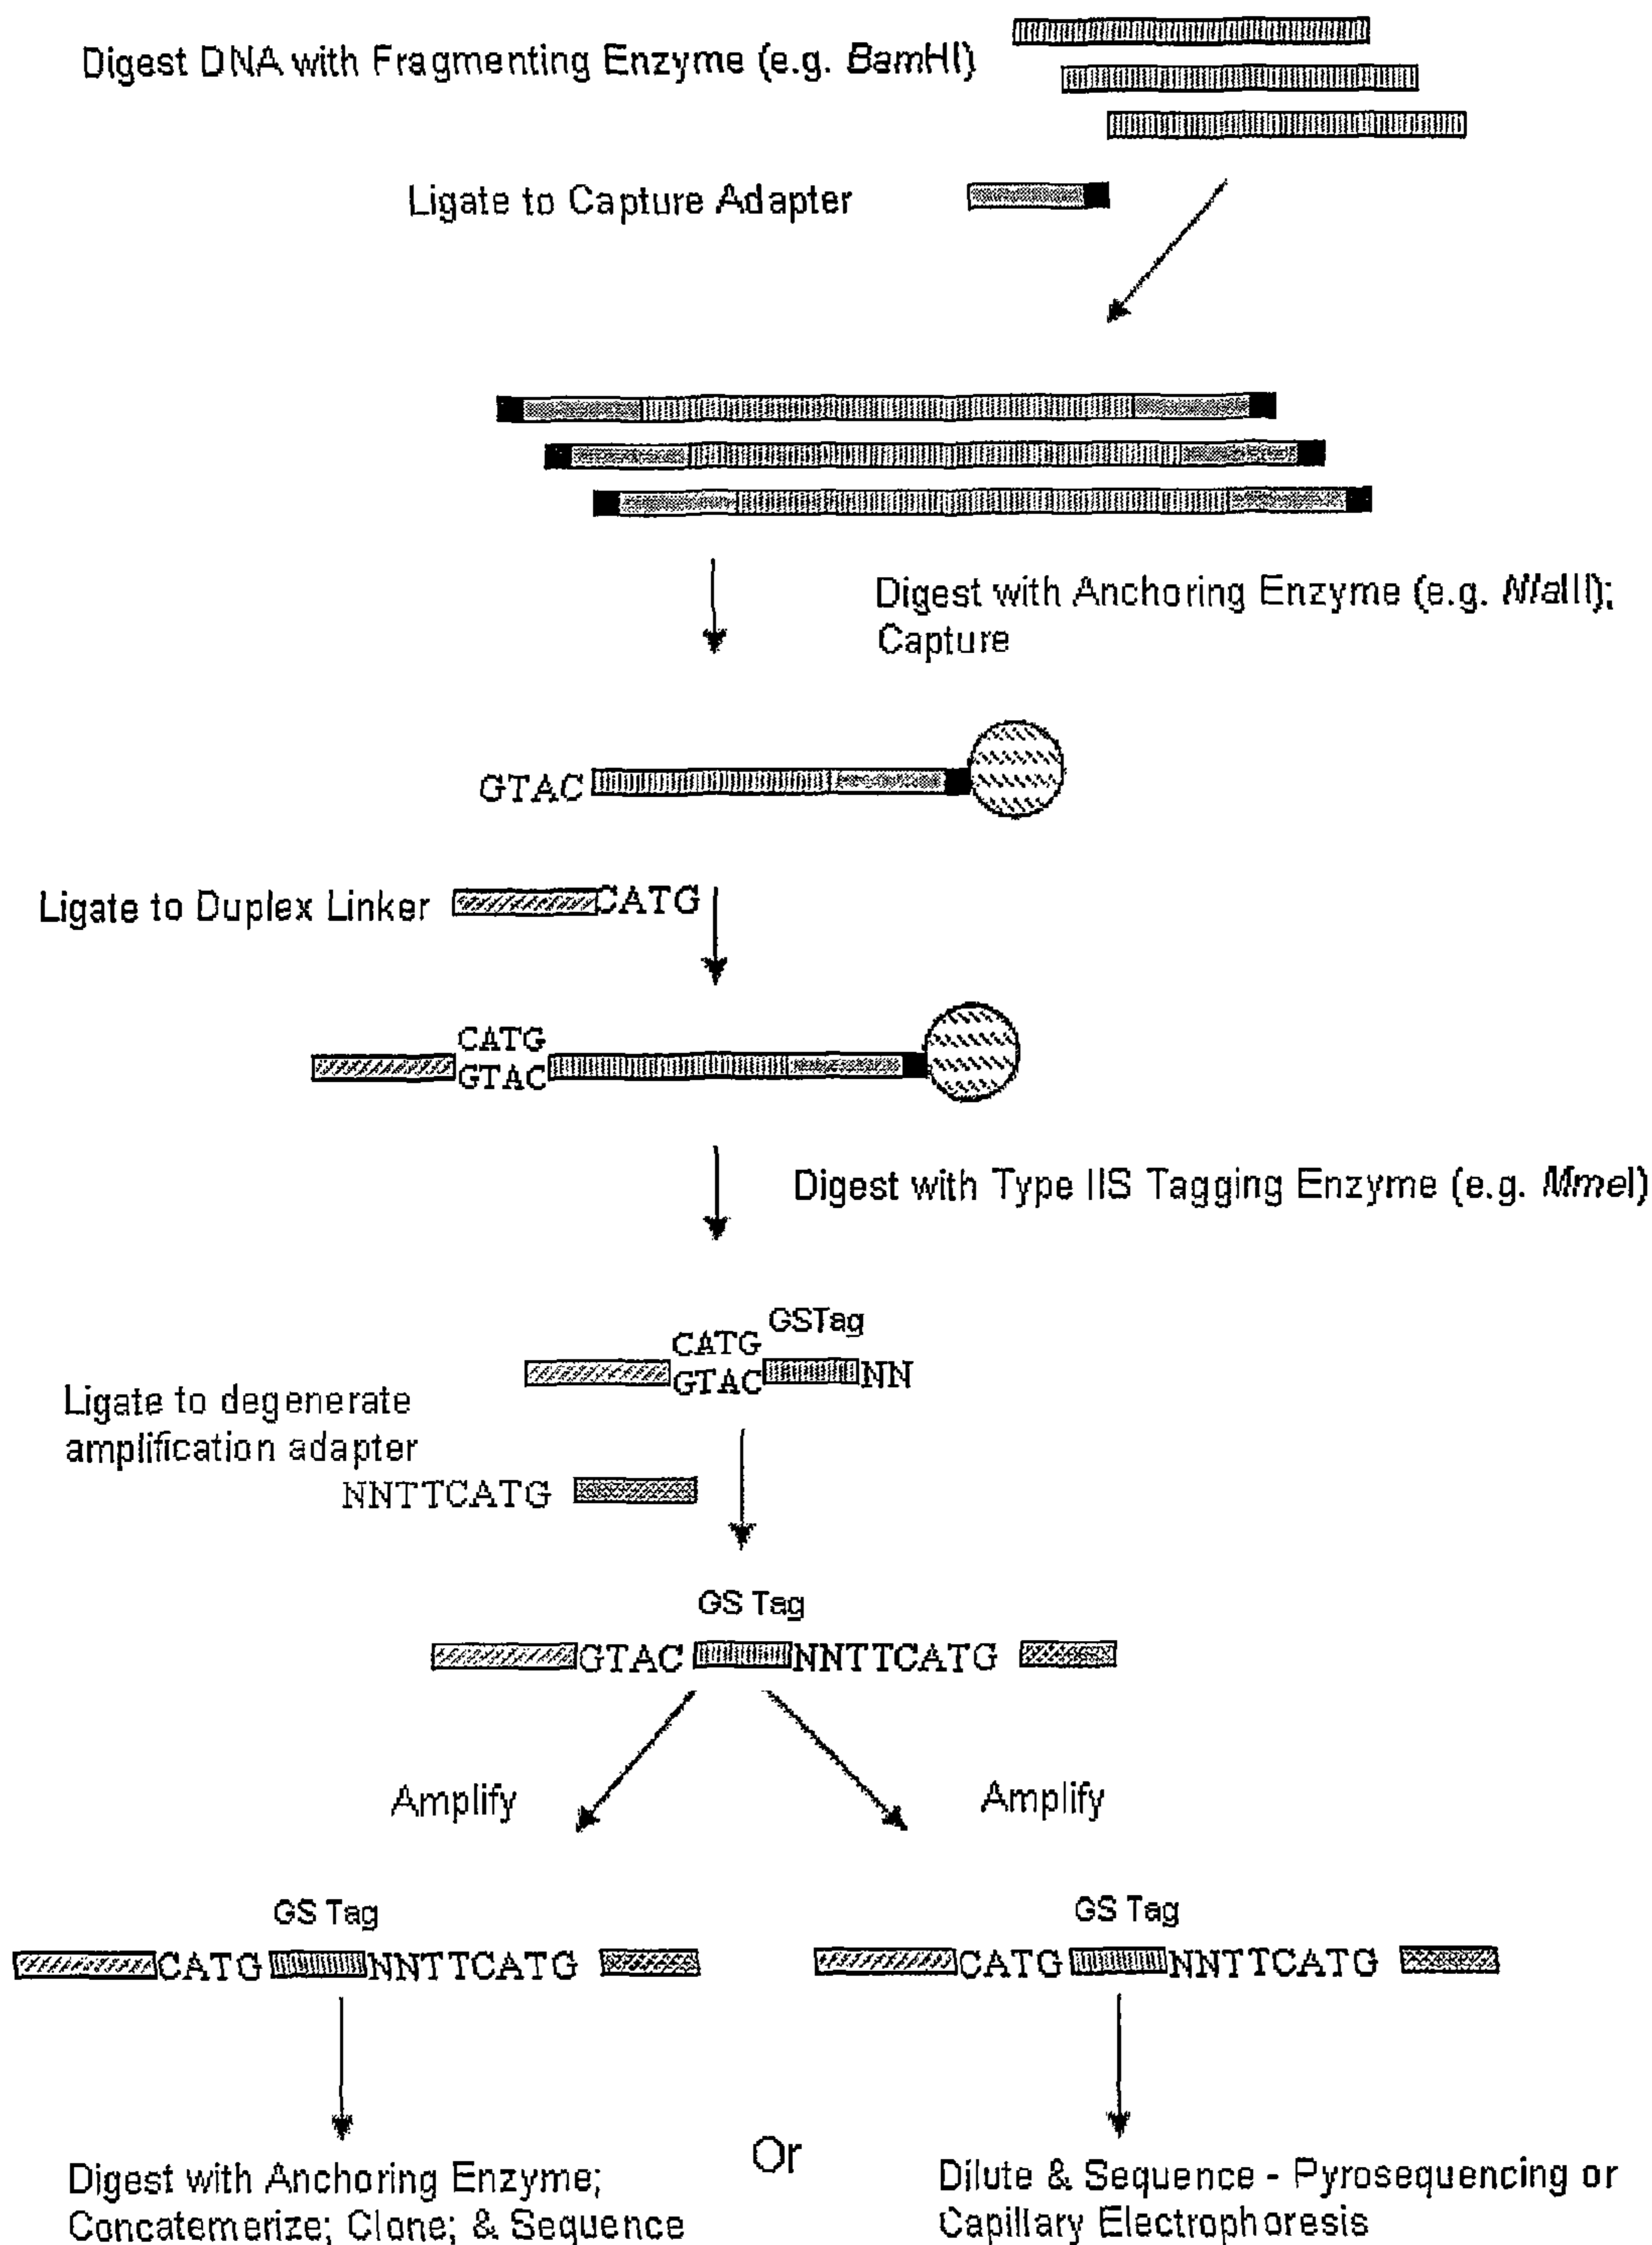 Digest DNA with Fragmenting Enzyme (e.g. BamHI)
Ligate to Capture Adapter
Digest with Anchoring Enzyme (e.g. NlaIII);
Capture
GTAC
Ligate to Duplex Linker CATG
CATG
GTAC
Digest with Type IIS Tagging Enzyme (e.g. MmeI)
GSTag
CATG
GTAC NN
Ligate to degenerate
amplification adapter
NNTTCATG
GS Tag
GTAC NNTTCATG
Amplify Amplify
GS Tag GS Tag
CATG NNTTCATG CATG NNTTCATG
Or
Digest with Anchoring Enzyme;
Concatemerize; Clone; & Sequence
Dilute & Sequence - Pyrosequencing or
Capillary Electrophoresis